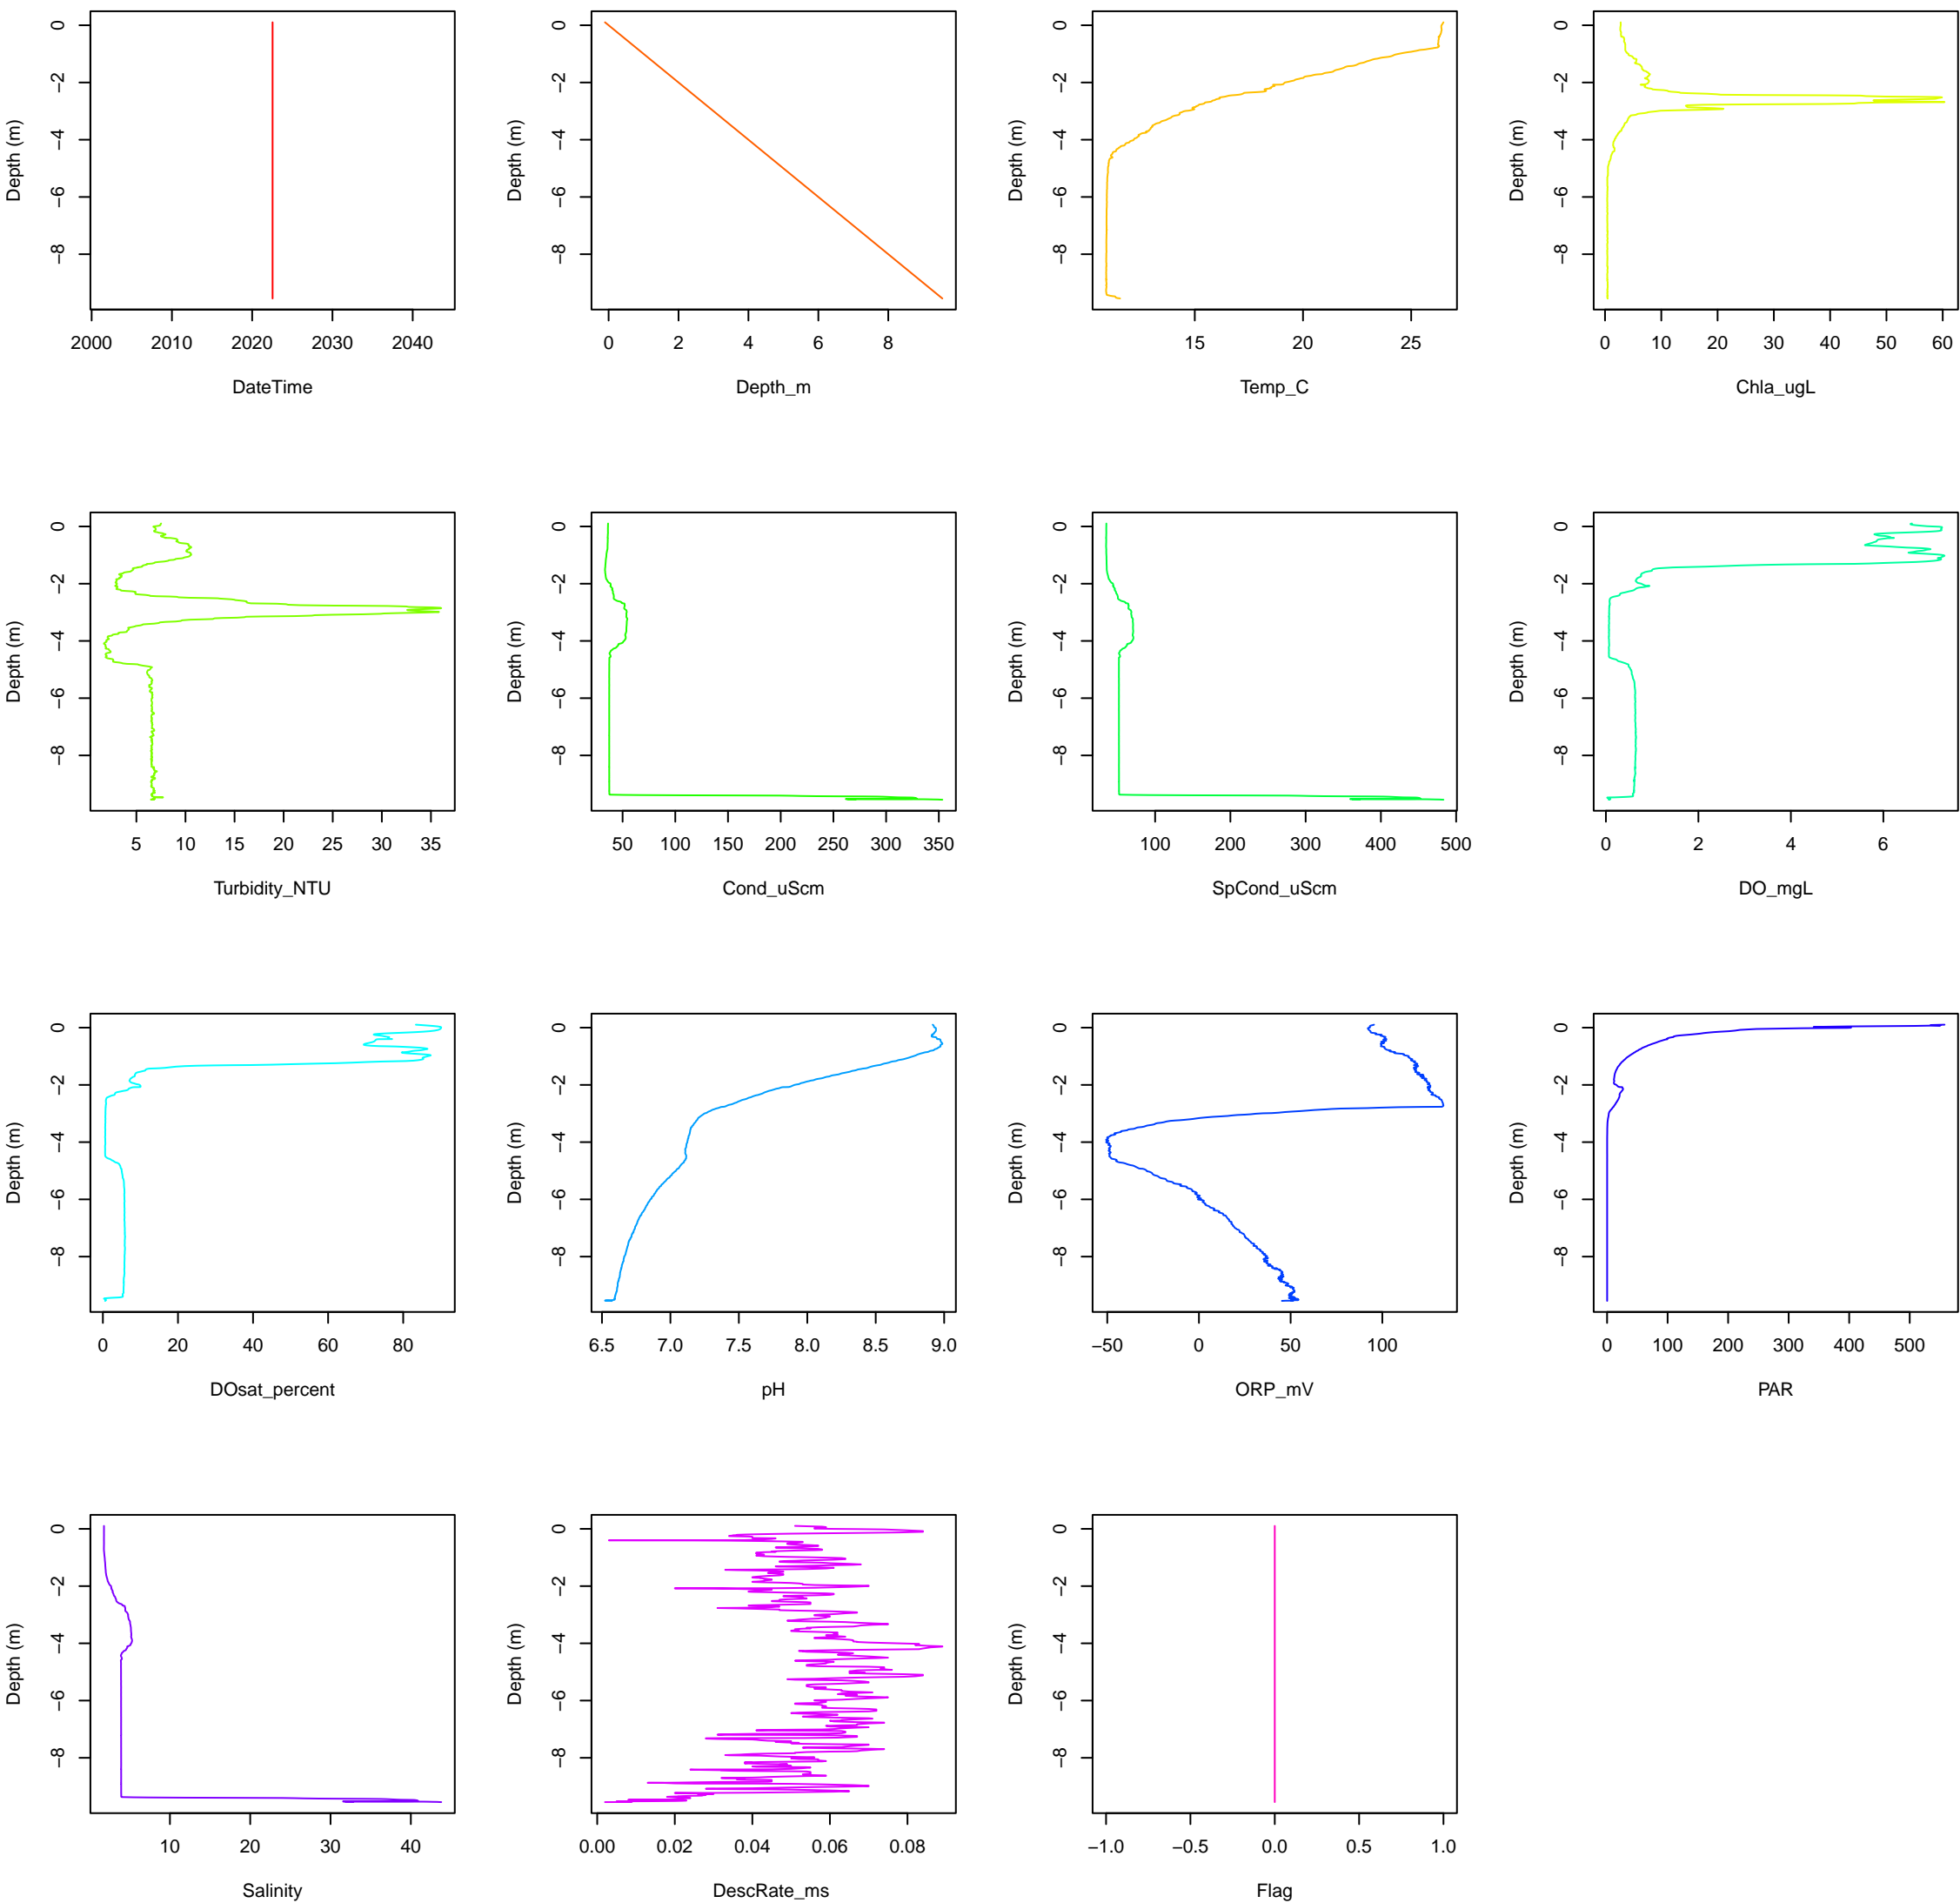 Depth (m)
0
−2
−4
−6
−8
2000 2010 2020 2030 2040
DateTime
Depth (m)
0
−2
−4
−6
−8
0 2 4 6 8
Depth_m
Depth (m)
0
−2
−4
−6
−8
15 20 25
Temp_C
Depth (m)
0
−2
−4
−6
−8
0 10 20 30 40 50 60
Chla_ugL
Depth (m)
0
−2
−4
−6
−8
5 10 15 20 25 30 35
Turbidity_NTU
Depth (m)
0
−2
−4
−6
−8
50 100 150 200 250 300 350
Cond_uScm
Depth (m)
0
−2
−4
−6
−8
100 200 300 400 500
SpCond_uScm
Depth (m)
0
−2
−4
−6
−8
0 2 4 6
DO_mgL
Depth (m)
0
−2
−4
−6
−8
0 20 40 60 80
DOsat_percent
Depth (m)
0
−2
−4
−6
−8
6.5 7.0 7.5 8.0 8.5 9.0
pH
Depth (m)
0
−2
−4
−6
−8
−50 0 50 100
ORP_mV
Depth (m)
0
−2
−4
−6
−8
0 100 200 300 400 500
PAR
Depth (m)
0
−2
−4
−6
−8
10 20 30 40
Salinity
Depth (m)
0
−2
−4
−6
−8
0.00 0.02 0.04 0.06 0.08
DescRate_ms
Depth (m)
0
−2
−4
−6
−8
−1.0 −0.5 0.0 0.5 1.0
Flag